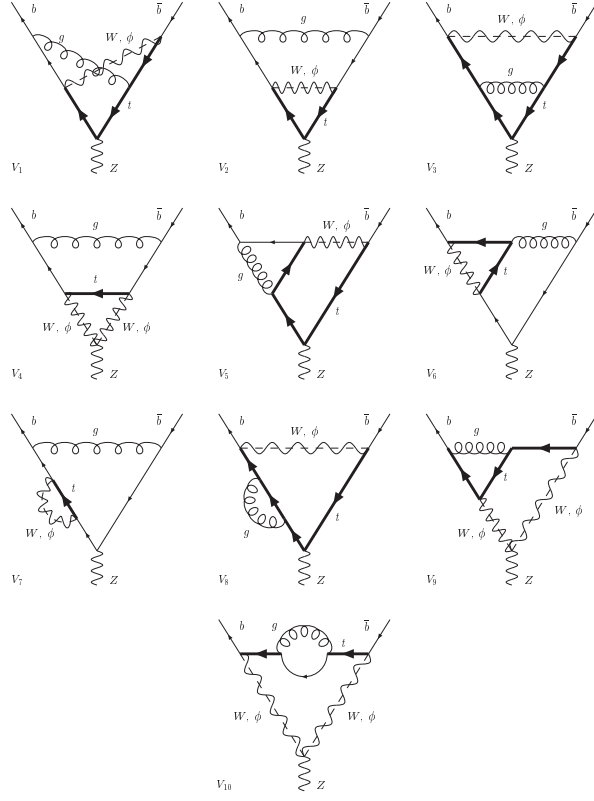 b g W, ϕ b̅
t
V₁ Z
b g b̅
W, ϕ
t
V₂ Z
b W, ϕ b̅
g
t
V₃ Z
b g b̅
t
W, ϕ W, ϕ
V₄ Z
b W, ϕ b̅
g
t
V₅ Z
b g b̅
W, ϕ t
V₆ Z
b g b̅
t
W, ϕ
V₇ Z
b W, ϕ b̅
t
g
V₈ Z
b g b̅
t
W, ϕ W, ϕ
V₉ Z
b g t b̅
W, ϕ W, ϕ
V₁₀ Z